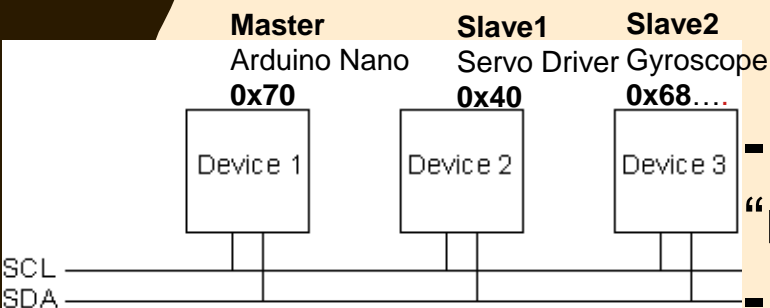 Master Slave1 Slave2
Arduino Nano Servo Driver Gyroscope
0x70 0x40 0x68….
Device 1 Device 2 Device 3
-
“
SCL
-
SDA